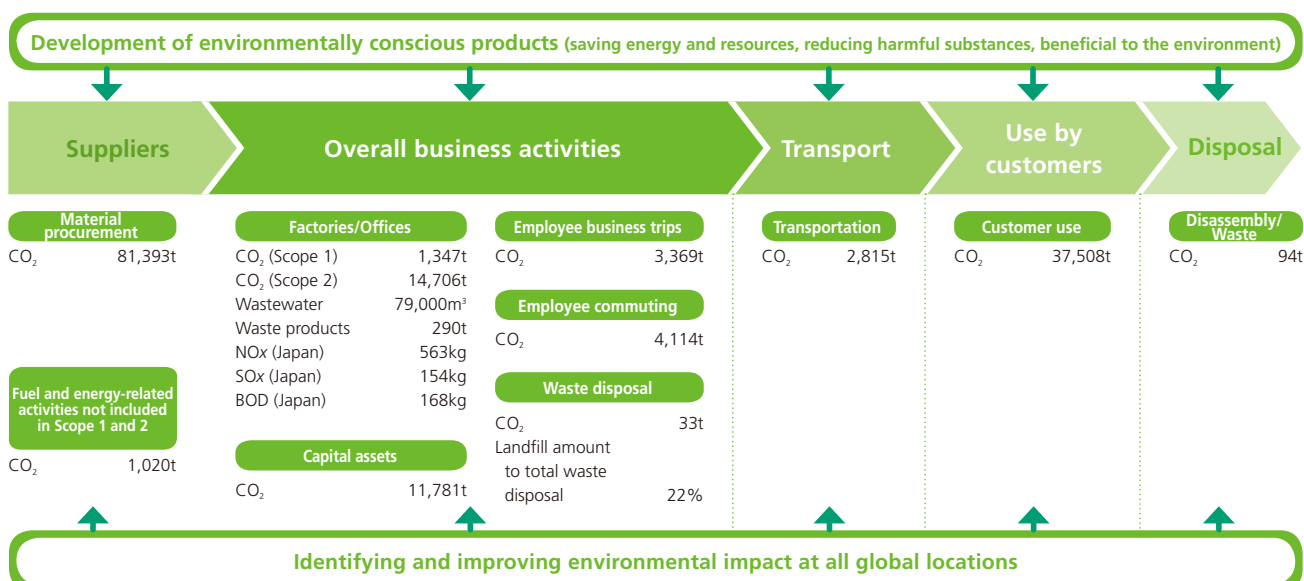 Development of environmentally conscious products (saving energy and resources, reducing harmful substances, beneficial to the environment)
Suppliers
Overall business activities
Transport
Use by
customers
Disposal
Material
procurement
CO₂ 81,393t
Fuel and energy-related
activities not included
in Scope 1 and 2
CO₂ 1,020t
Factories/Offices
CO₂ (Scope 1) 1,347t
CO₂ (Scope 2) 14,706t
Wastewater 79,000m³
Waste products 290t
NOx (Japan) 563kg
SOx (Japan) 154kg
BOD (Japan) 168kg
Capital assets
CO₂ 11,781t
Employee business trips
CO₂ 3,369t
Employee commuting
CO₂ 4,114t
Waste disposal
CO₂ 33t
Landfill amount
to total waste
disposal 22%
Transportation
CO₂ 2,815t
Customer use
CO₂ 37,508t
Disassembly/
Waste
CO₂ 94t
Identifying and improving environmental impact at all global locations